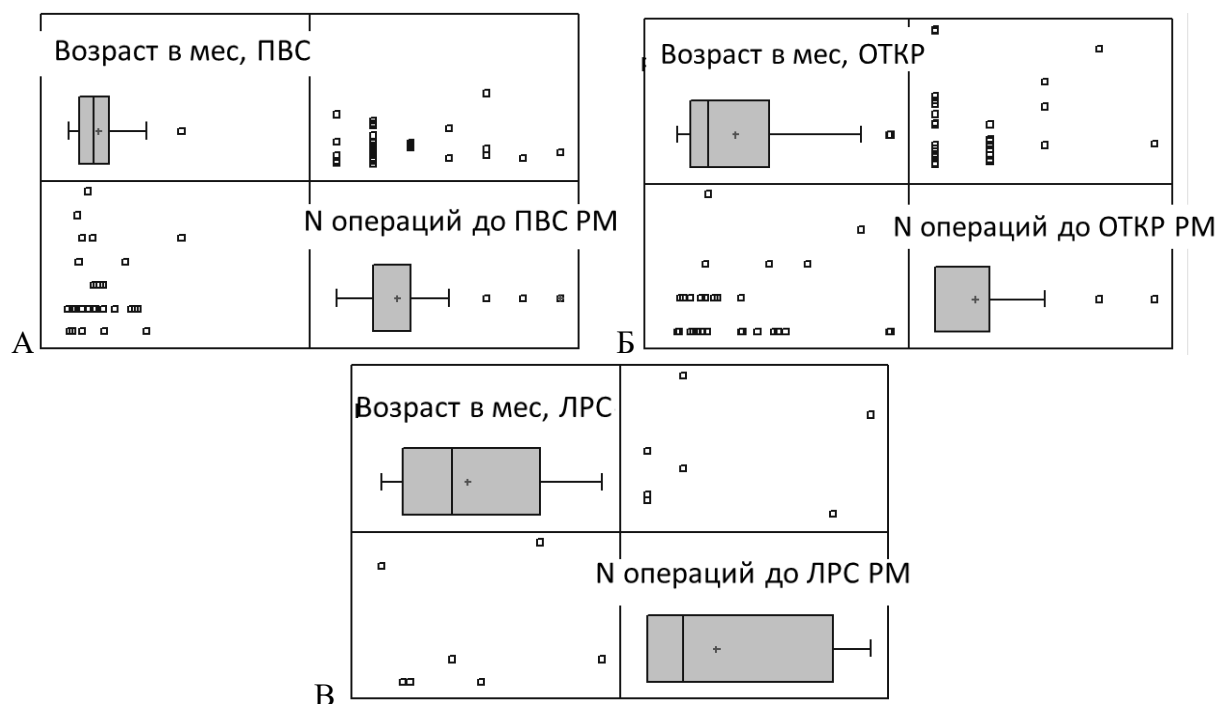 Возраст в мес, ПВС
N операций до ПВС РМ
А
Возраст в мес, ОТКР
N операций до ОТКР РМ
Б
Возраст в мес, ЛРС
N операций до ЛРС РМ
В